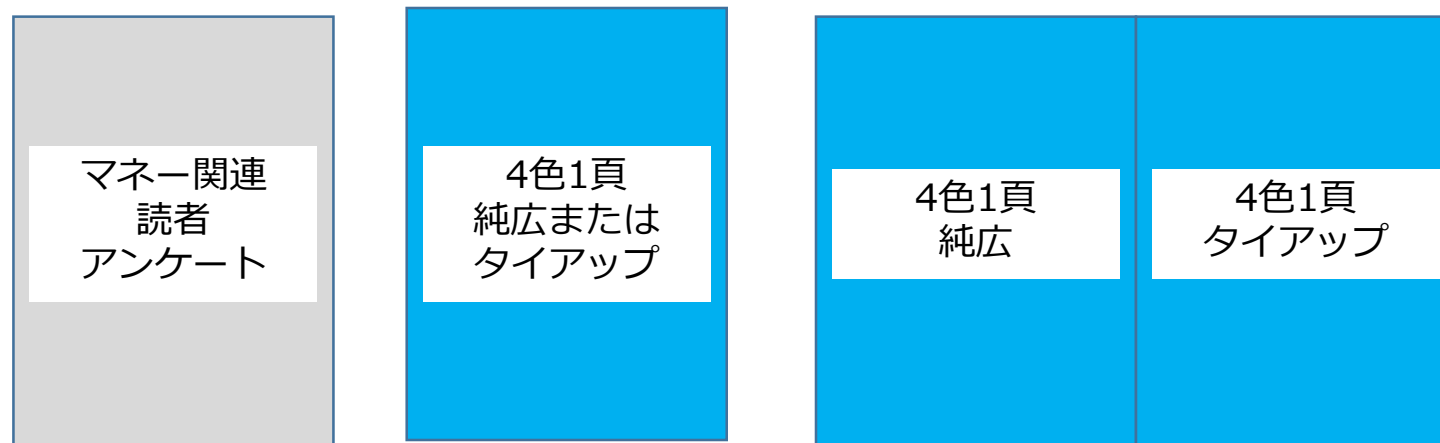 マネー関連
読者
アンケート
4色1頁
純広または
タイアップ
4色1頁
純広
4色1頁
タイアップ